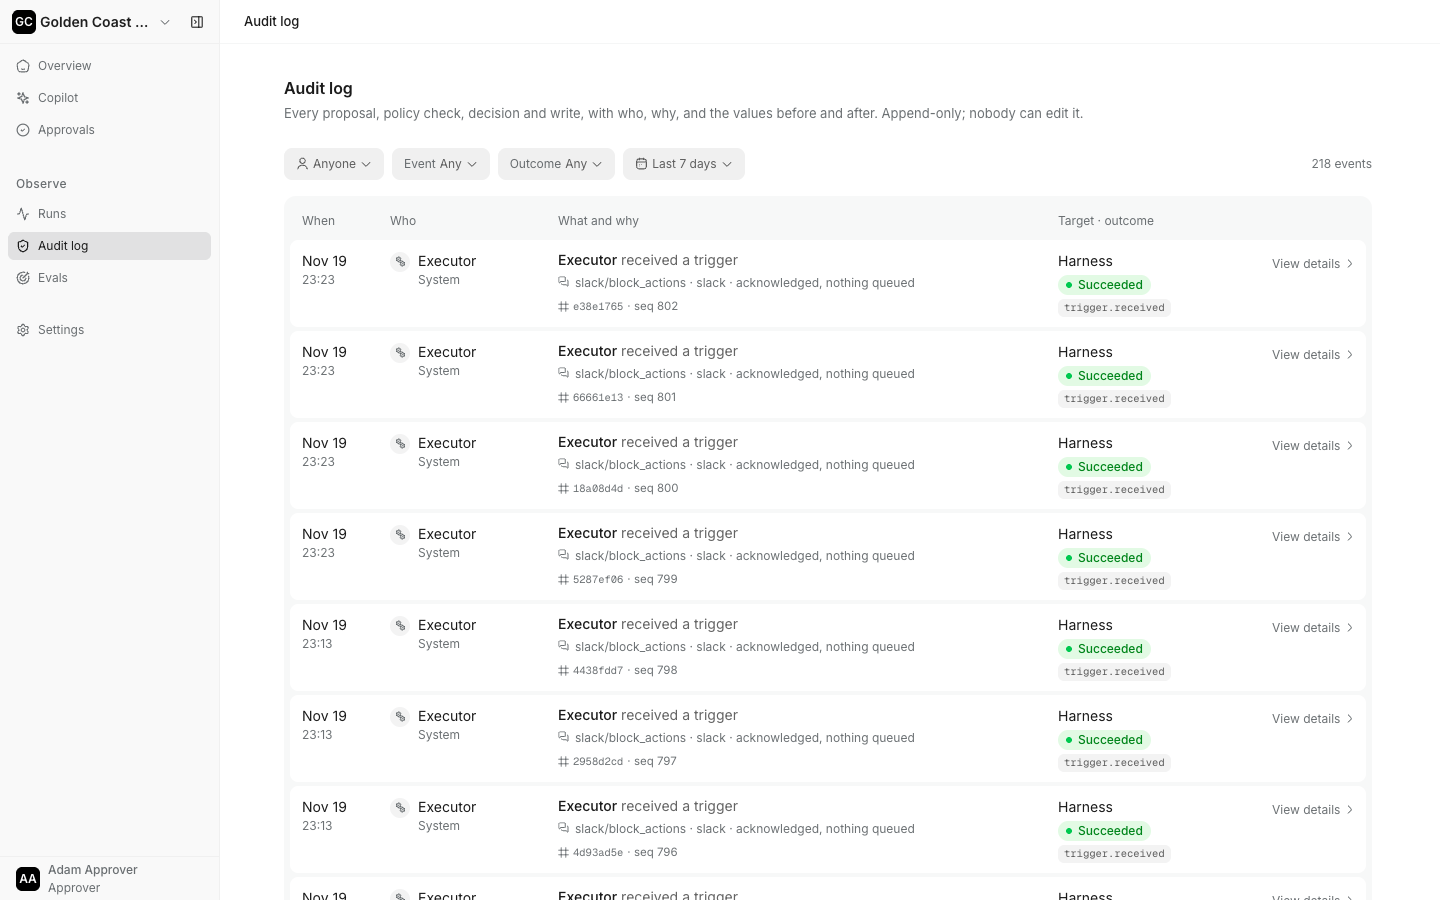 GC Golden Coast ...
Audit log
Overview
Copilot
Approvals
Observe
Runs
Audit log
Evals
Settings
AA
Adam Approver
Approver
Audit log
Every proposal, policy check, decision and write, with who, why, and the values before and after. Append-only; nobody can edit it.
Anyone Event Any Outcome Any Last 7 days 218 events
When Who What and why Target · outcome
Nov 19 Executor Executor received a trigger Harness View details
23:23 System slack/block_actions · slack · acknowledged, nothing queued Succeeded
e38e1765 · seq 802 trigger.received
Nov 19 Executor Executor received a trigger Harness View details
23:23 System slack/block_actions · slack · acknowledged, nothing queued Succeeded
66661e13 · seq 801 trigger.received
Nov 19 Executor Executor received a trigger Harness View details
23:23 System slack/block_actions · slack · acknowledged, nothing queued Succeeded
18a08d4d · seq 800 trigger.received
Nov 19 Executor Executor received a trigger Harness View details
23:23 System slack/block_actions · slack · acknowledged, nothing queued Succeeded
5287ef06 · seq 799 trigger.received
Nov 19 Executor Executor received a trigger Harness View details
23:13 System slack/block_actions · slack · acknowledged, nothing queued Succeeded
4438fdd7 · seq 798 trigger.received
Nov 19 Executor Executor received a trigger Harness View details
23:13 System slack/block_actions · slack · acknowledged, nothing queued Succeeded
2958d2cd · seq 797 trigger.received
Nov 19 Executor Executor received a trigger Harness View details
23:13 System slack/block_actions · slack · acknowledged, nothing queued Succeeded
4d93ad5e · seq 796 trigger.received
Nov 19 Executor Executor received a trigger Harness View details